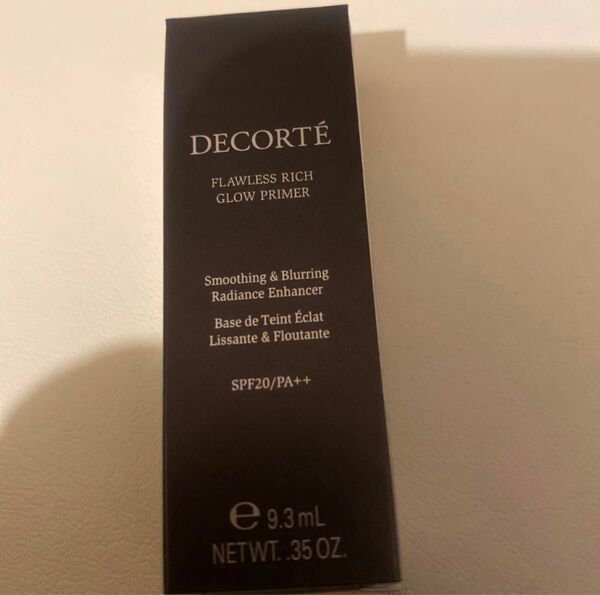 DECORTÉ
FLAWLESS RICH
GLOW PRIMER
Smoothing & Blurring
Radiance Enhancer
Base de Teint Éclat
Lissante & Floutante
SPF20/PA++
℮ 9.3 mL
NETWT. .35 OZ.